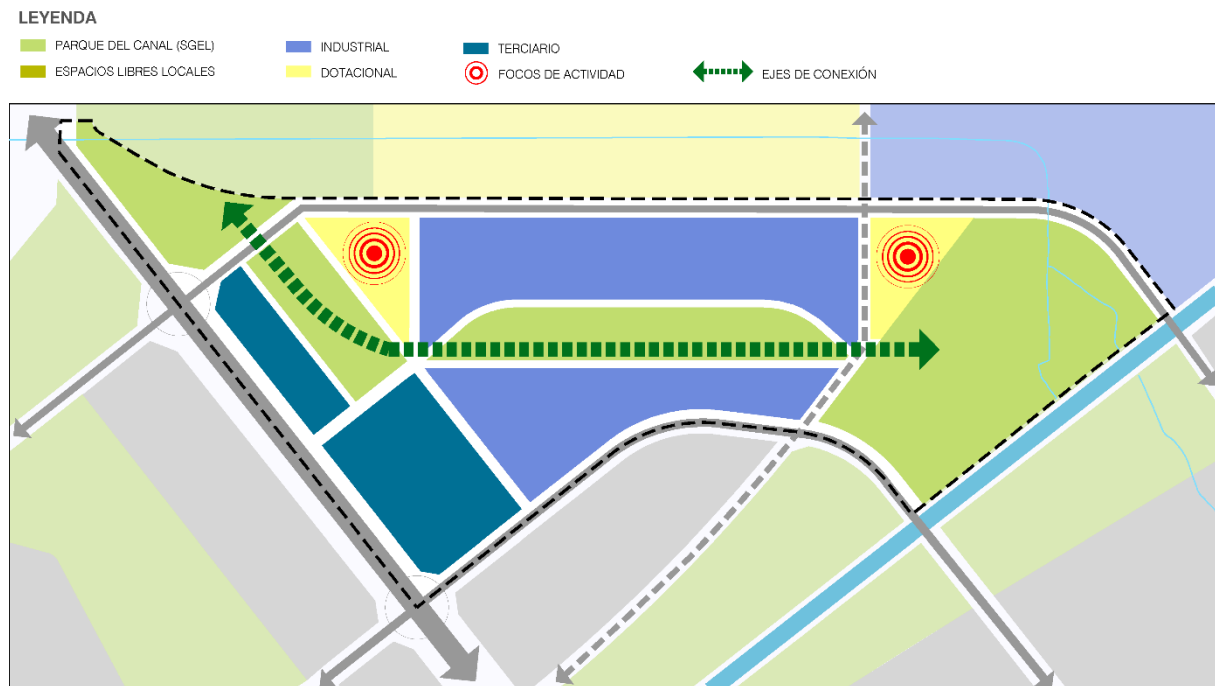 LEYENDA
PARQUE DEL CANAL (SGEL)
INDUSTRIAL
TERCIARIO
ESPACIOS LIBRES LOCALES
DOTACIONAL
FOCOS DE ACTIVIDAD
EJES DE CONEXIÓN